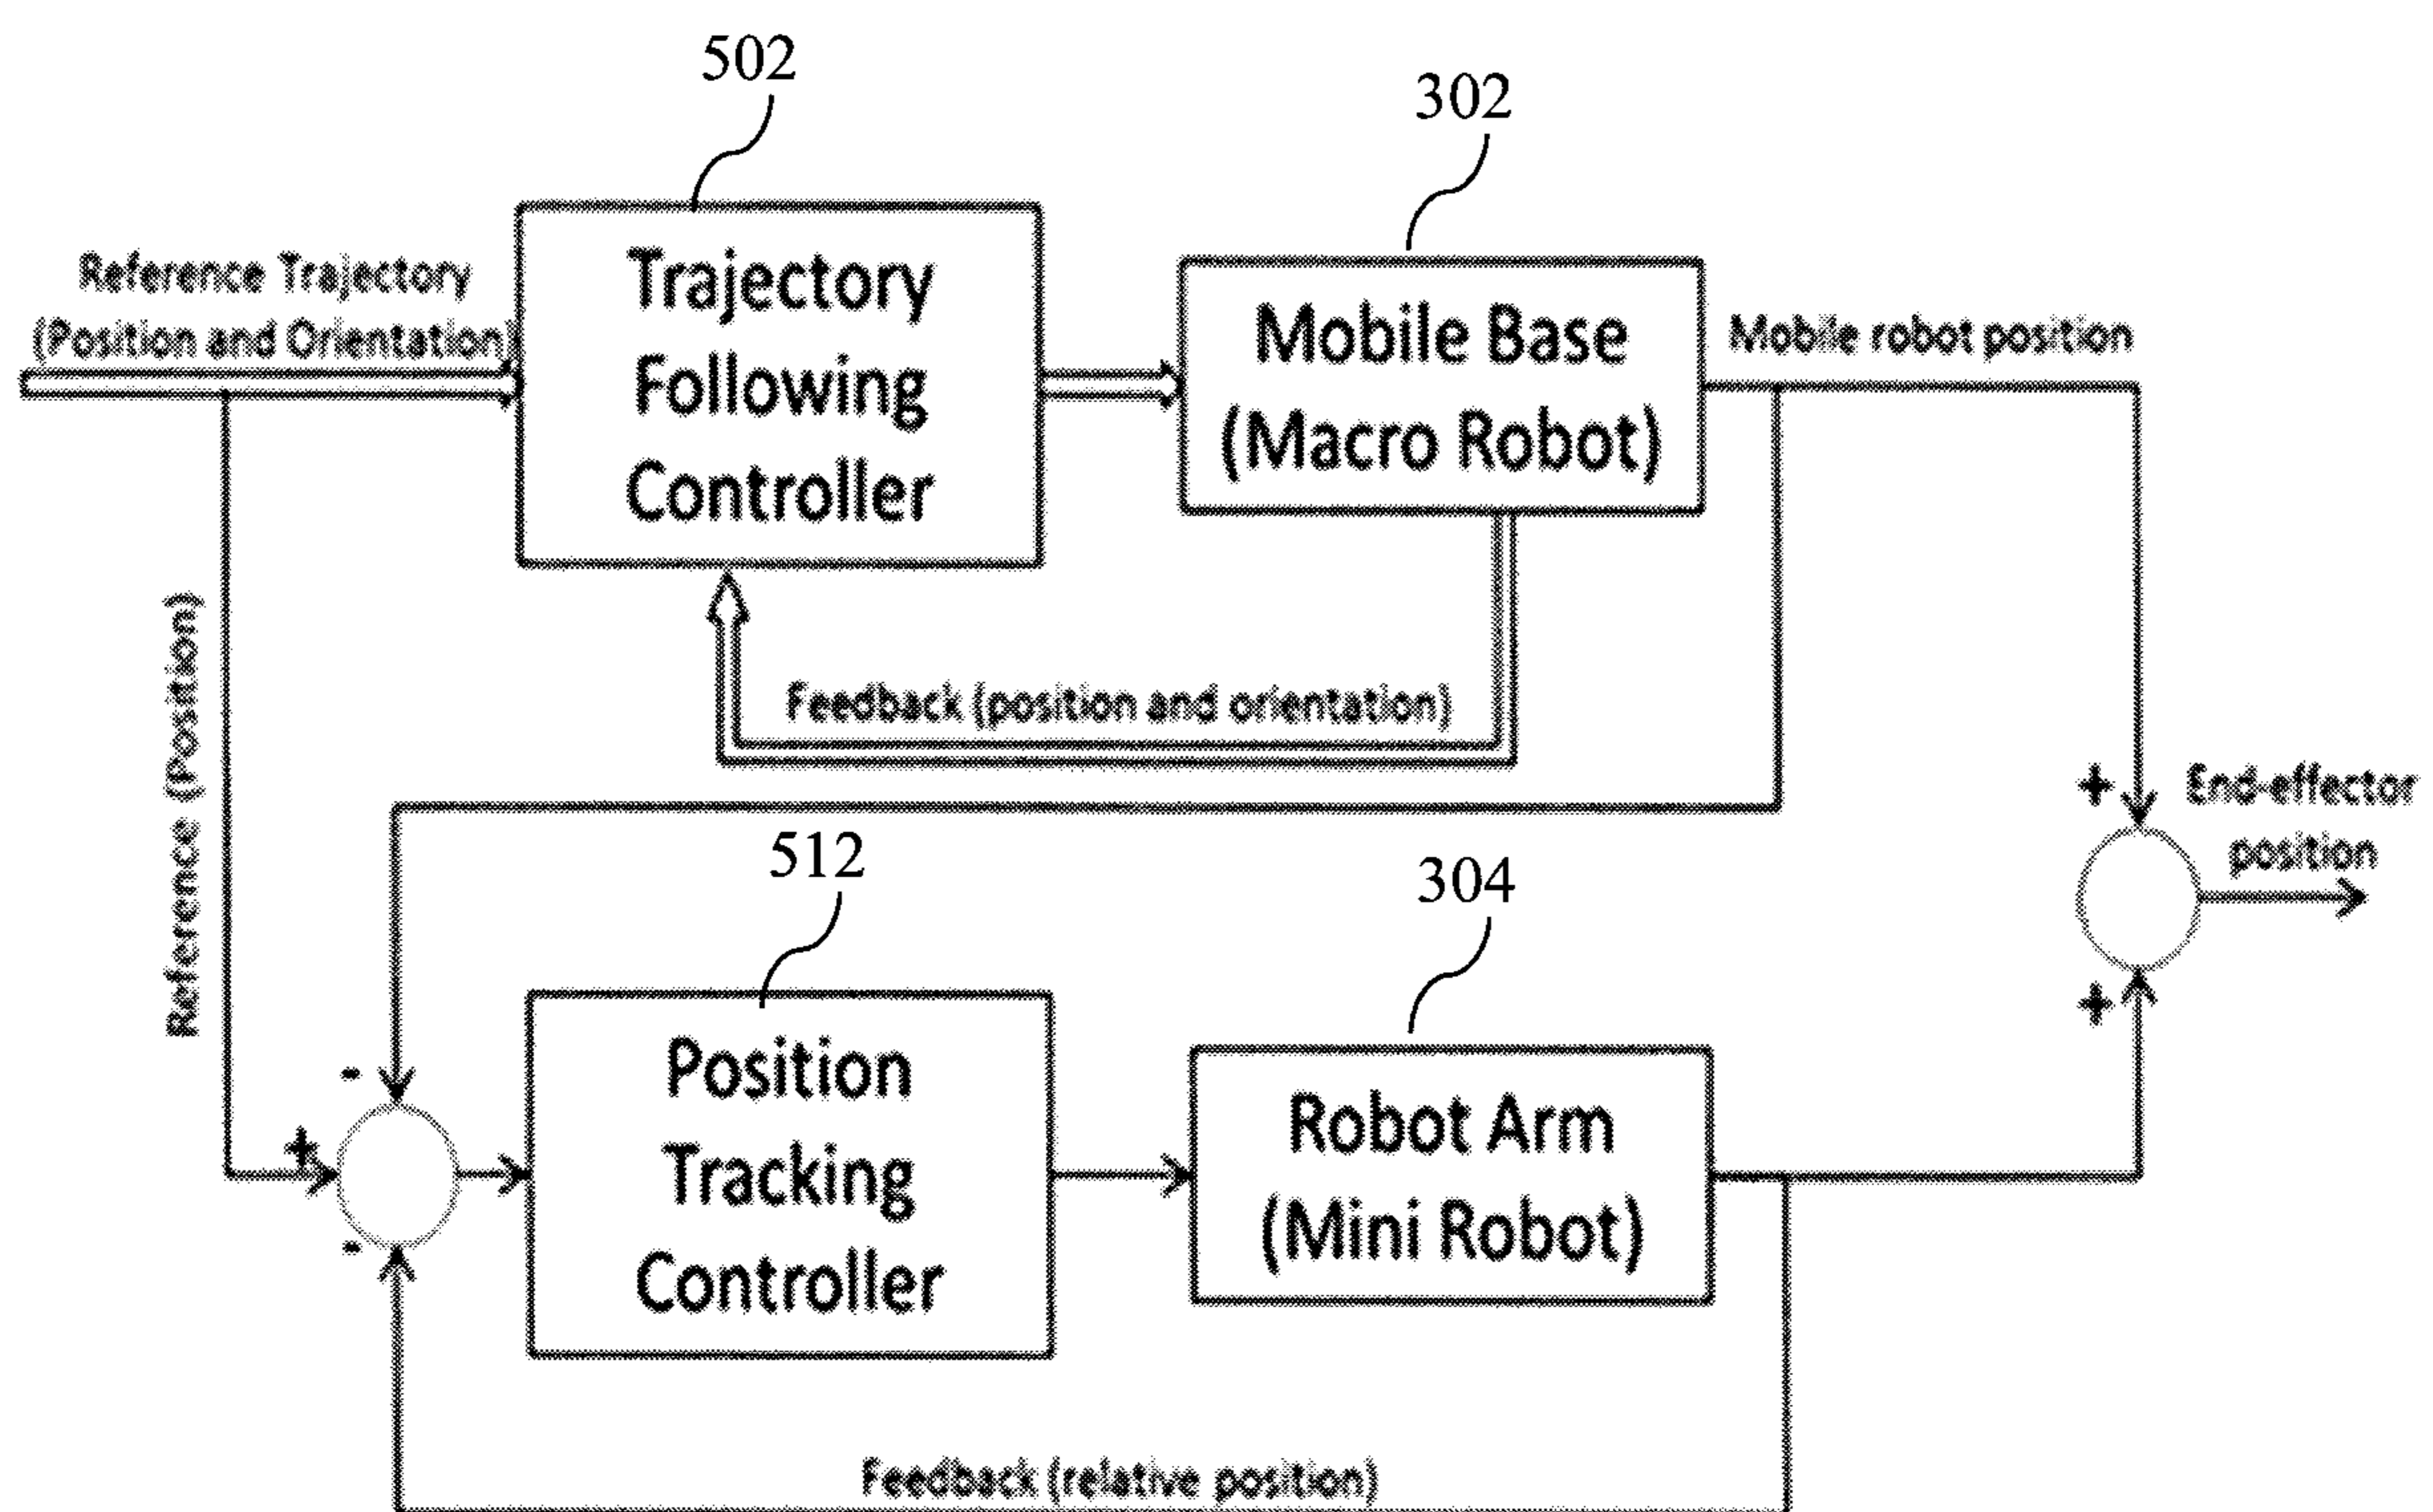 502
302
Reference Trajectory
(Position and Orientation)
Trajectory
Following
Controller
Mobile Base
(Macro Robot)
Mobile robot position
Feedback (position and orientation)
Reference (Position)
+
End-effector
position
+
512
304
-
+
-
Position
Tracking
Controller
Robot Arm
(Mini Robot)
Feedback (relative position)